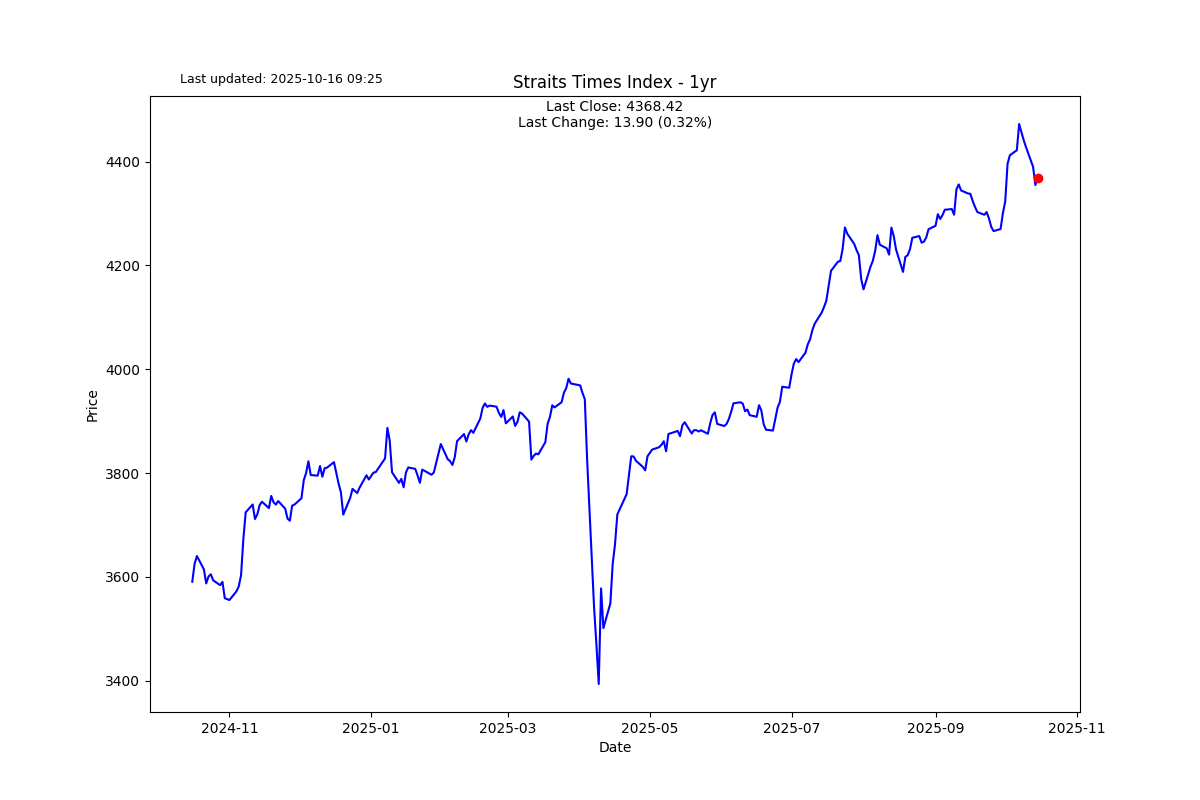 Last updated: 2025-10-16 09:25
Straits Times Index - 1yr
Last Close: 4368.42
Last Change: 13.90 (0.32%)
4400
4200
4000
3800
3600
3400
Price
2024-11
2025-01
2025-03
2025-05
2025-07
2025-09
2025-11
Date